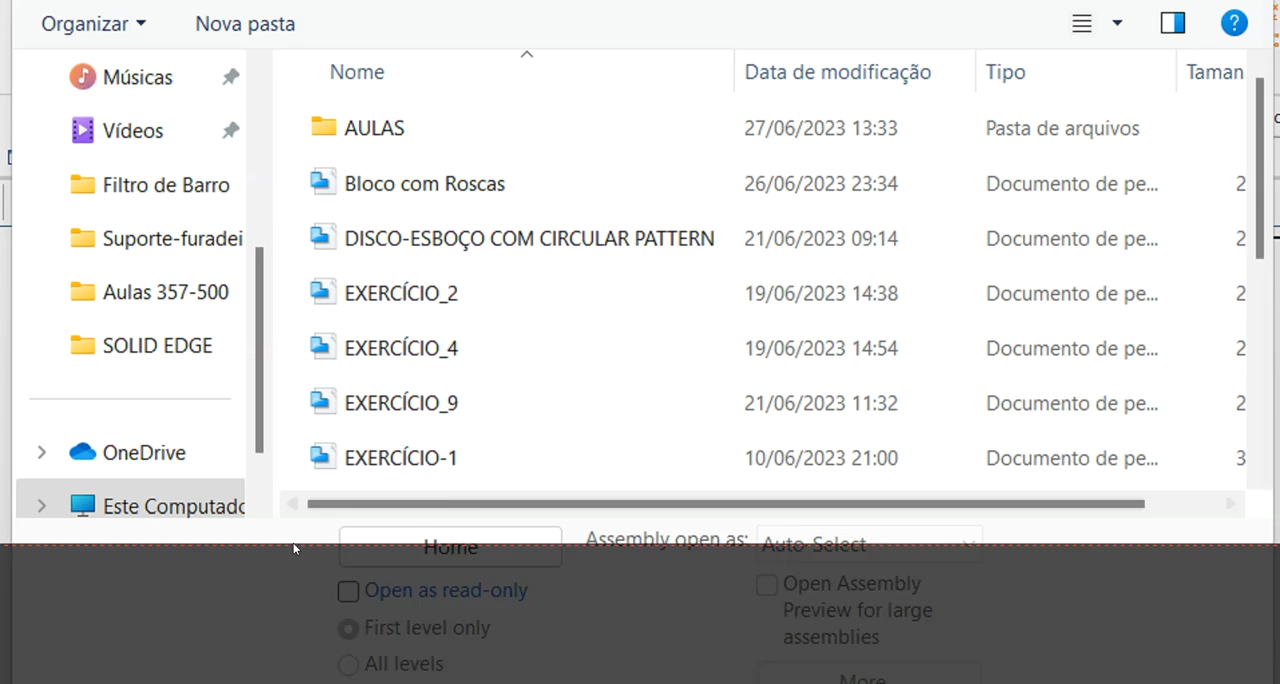 Organizar Nova pasta
Nome Data de modificação Tipo Taman
Músicas
Vídeos
Filtro de Barro
Suporte-furadei
Aulas 357-500
SOLID EDGE
OneDrive
Este Computado
AULAS 27/06/2023 13:33 Pasta de arquivos
Bloco com Roscas 26/06/2023 23:34 Documento de pe... 2
DISCO-ESBOÇO COM CIRCULAR PATTERN 21/06/2023 09:14 Documento de pe... 2
EXERCÍCIO_2 19/06/2023 14:38 Documento de pe... 2
EXERCÍCIO_4 19/06/2023 14:54 Documento de pe... 2
EXERCÍCIO_9 21/06/2023 11:32 Documento de pe... 2
EXERCÍCIO-1 10/06/2023 21:00 Documento de pe... 3
Home
Open as read-only
First level only
All levels
Assembly open as: Auto-Select
Open Assembly
Preview for large
assemblies
More